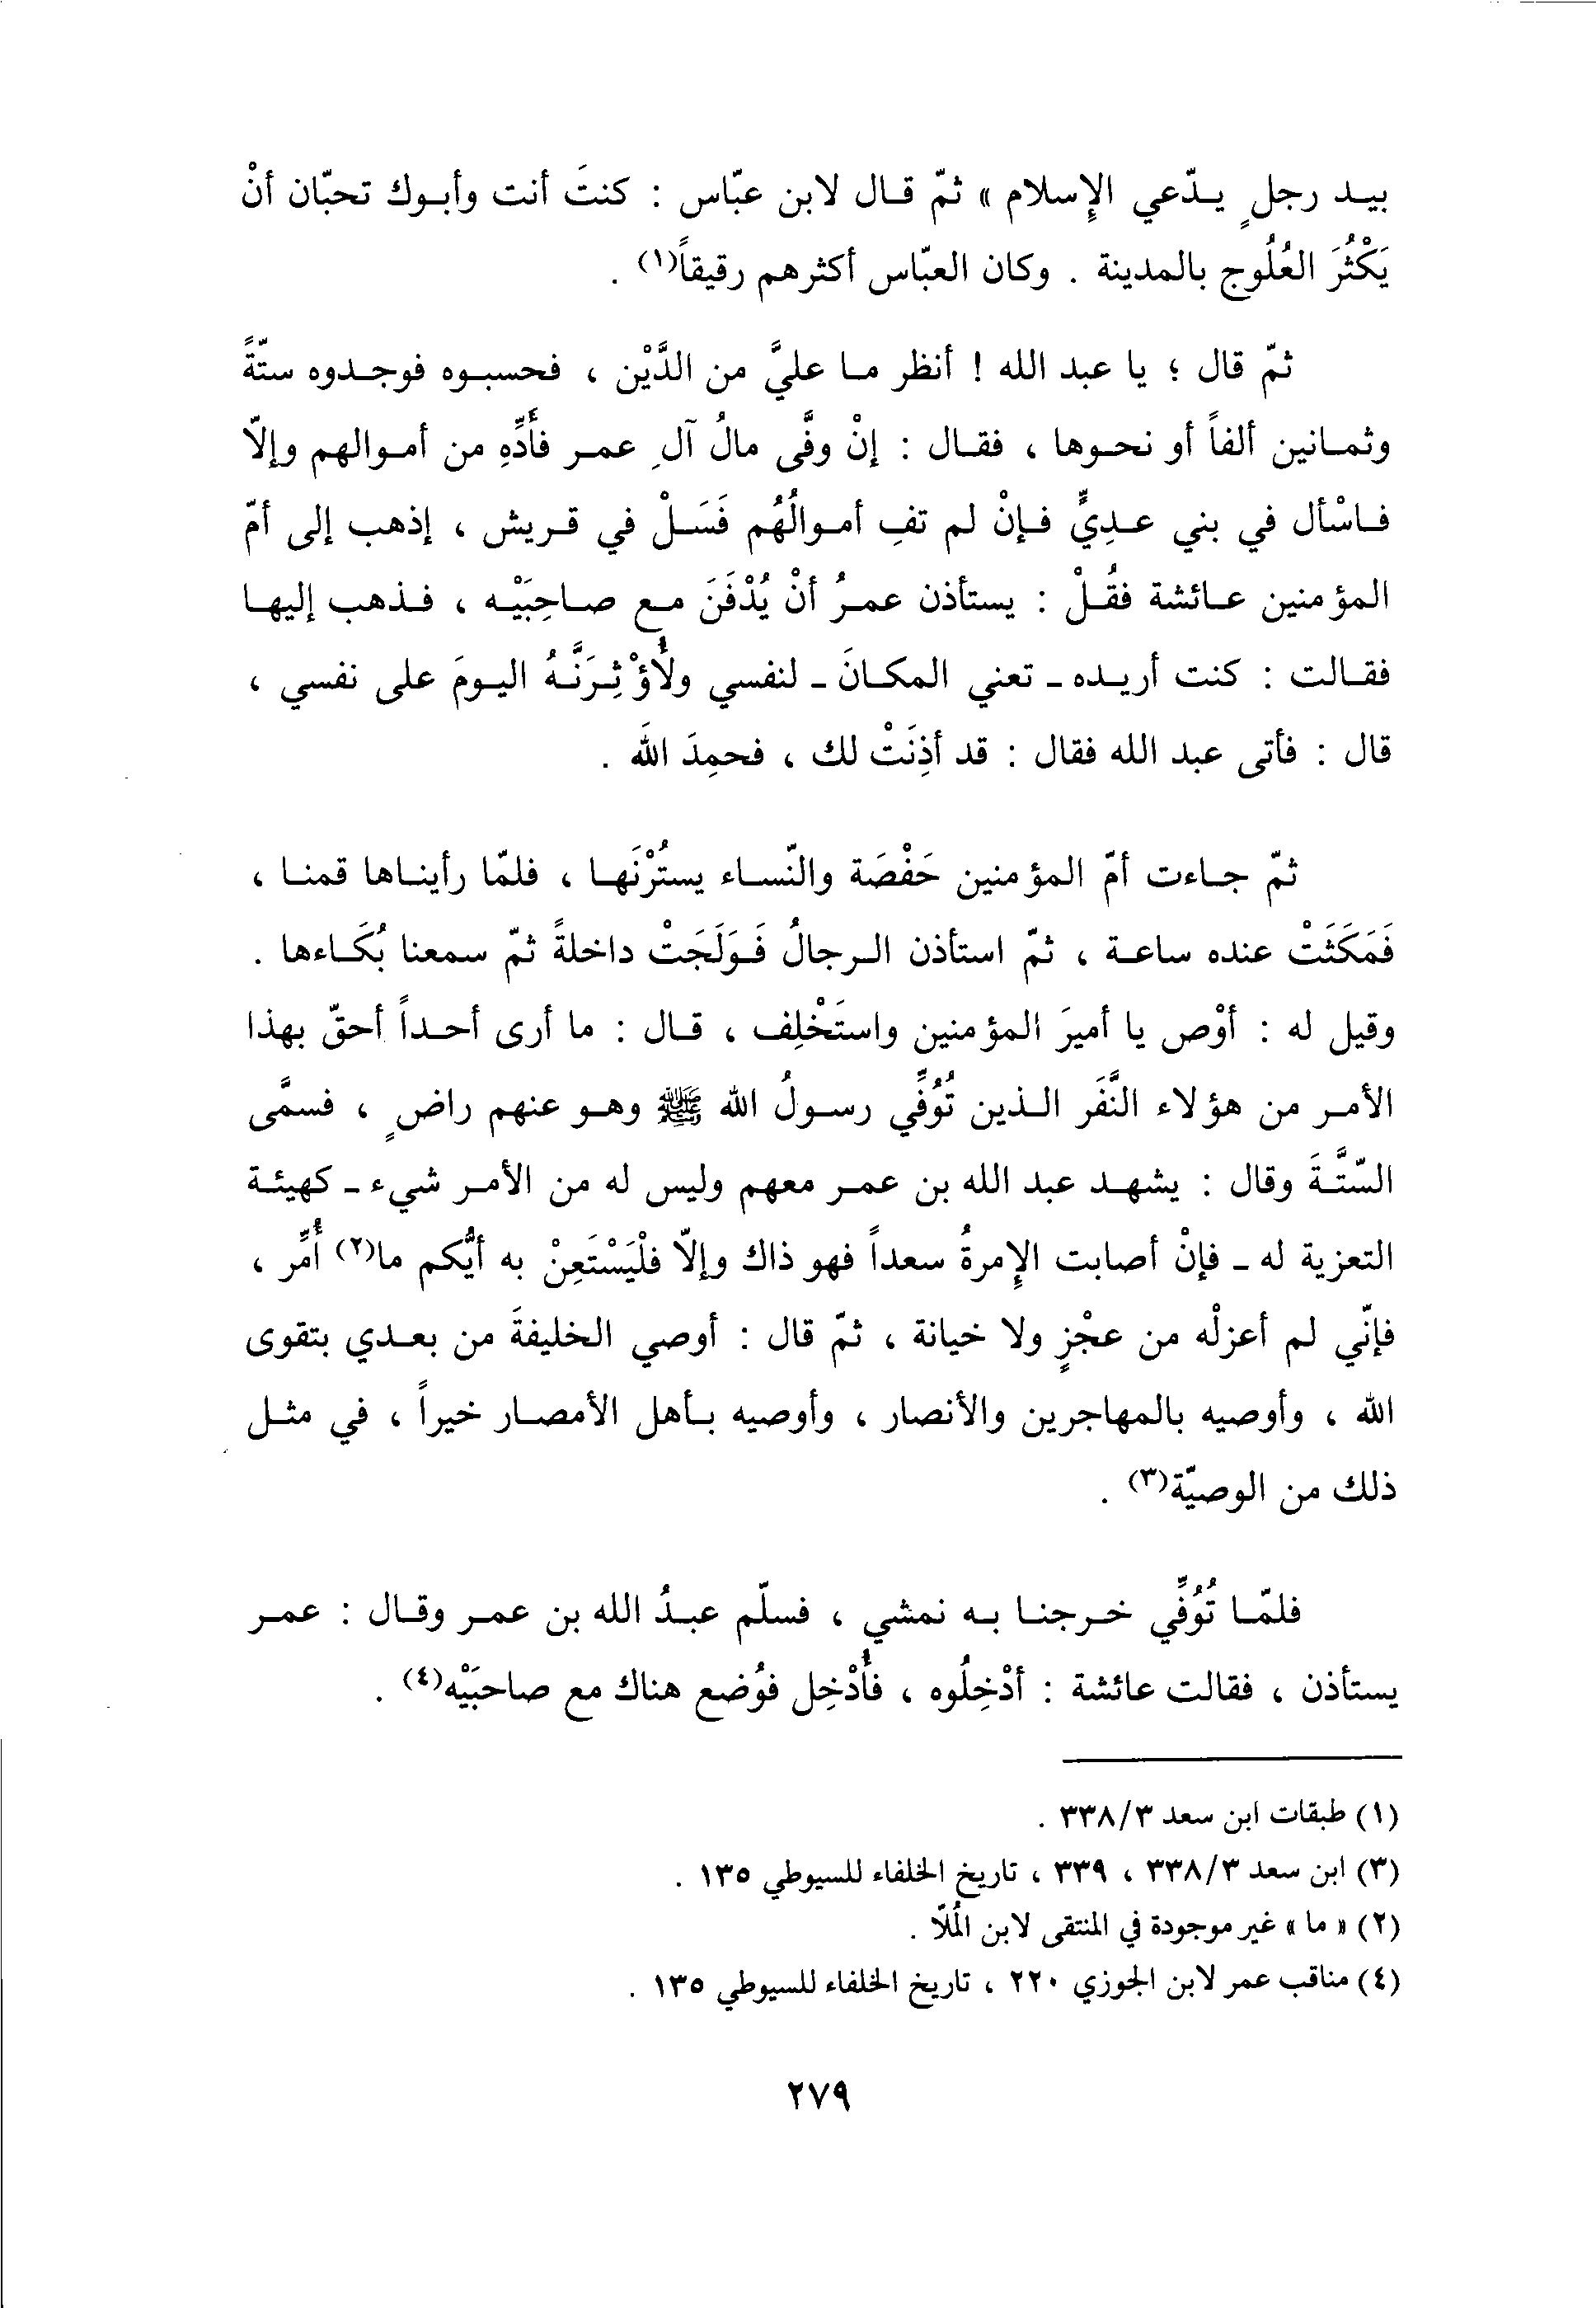 بيد رجلٍ يدّعي الإسلام » ثمّ قال لابن عبّاس : كنتَ أنت وأبوك تحبّان أنْ
يَكْثُرَ العُلُوج بالمدينة . وكان العبّاس أكثرهم رقيقاً(١) .
ثمّ قال ؛ يا عبد الله ! أنظر ما عليَّ من الدَّيْن ، فحسبوه فوجدوه ستّةً
وثمانين ألفاً أو نحوها ، فقال : إنْ وفَّى مالُ آلِ عمر فأَدِّهِ من أموالهم وإلاّ
فاسْأل في بني عدِيٍّ فإنْ لم تفِ أموالُهُم فَسَلْ في قريش ، إذهب إلى أمّ
المؤمنين عائشة فقُلْ : يستأذن عمرُ أنْ يُدْفَنَ مع صاحِبَيْه ، فذهب إليها
فقالت : كنت أريده - تعني المكانَ - لنفسي ولأُؤْثِرَنَّهُ اليومَ على نفسي ،
قال : فأتى عبد الله فقال : قد أذِنَتْ لك ، فحمِدَ اللهَ .
ثمّ جاءت أمّ المؤمنين حَفْصَة والنّساء يستُرْنَها ، فلمّا رأيناها قمنا ،
فَمَكَثَتْ عنده ساعة ، ثمّ استأذن الرجالُ فَوَلَجَتْ داخلةً ثمّ سمعنا بُكَاءها .
وقيل له : أوْص يا أميرَ المؤمنين واستَخْلِف ، قال : ما أرى أحداً أحقّ بهذا
الأمر من هؤلاء النَّفَر الذين تُوُفِّي رسولُ الله ﷺ وهو عنهم راضٍ ، فسمَّى
السّتَّةَ وقال : يشهد عبد الله بن عمر معهم وليس له من الأمر شيء - كهيئة
التعزية له - فإنْ أصابت الإمرةُ سعداً فهو ذاك وإلاّ فلْيَسْتَعِنْ به أيُّكم ما(٢) أُمِّر ،
فإنّي لم أعزلْه من عجْزٍ ولا خيانة ، ثمّ قال : أوصي الخليفةَ من بعدي بتقوى
الله ، وأوصيه بالمهاجرين والأنصار ، وأوصيه بأهل الأمصار خيراً ، في مثل
ذلك من الوصيّة(٣) .
فلمّا تُوُفِّي خرجنا به نمشي ، فسلّم عبدُ الله بن عمر وقال : عمر
يستأذن ، فقالت عائشة : أدْخِلُوه ، فأُدْخِل فوُضع هناك مع صاحبَيْه(٤) .
(١) طبقات ابن سعد ٣/٣٣٨ .
(٣) ابن سعد ٣/٣٣٨ ، ٣٣٩ ، تاريخ الخلفاء للسيوطي ١٣٥ .
(٢) « ما » غير موجودة في المنتقى لابن المُلاّ .
(٤) مناقب عمر لابن الجوزي ٢٢٠ ، تاريخ الخلفاء للسيوطي ١٣٥ .
٢٧٩